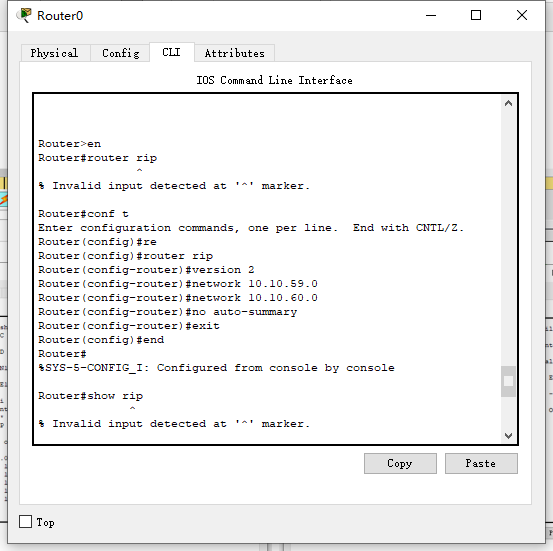 Router0
Physical Config CLI Attributes
IOS Command Line Interface
Router>en
Router#router rip
^
% Invalid input detected at '^' marker.
Router#conf t
Enter configuration commands, one per line.  End with CNTL/Z.
Router(config)#re
Router(config)#router rip
Router(config-router)#version 2
Router(config-router)#network 10.10.59.0
Router(config-router)#network 10.10.60.0
Router(config-router)#no auto-summary
Router(config-router)#exit
Router(config)#end
Router#
%SYS-5-CONFIG_I: Configured from console by console
Router#show rip
^
% Invalid input detected at '^' marker.
Copy Paste
Top